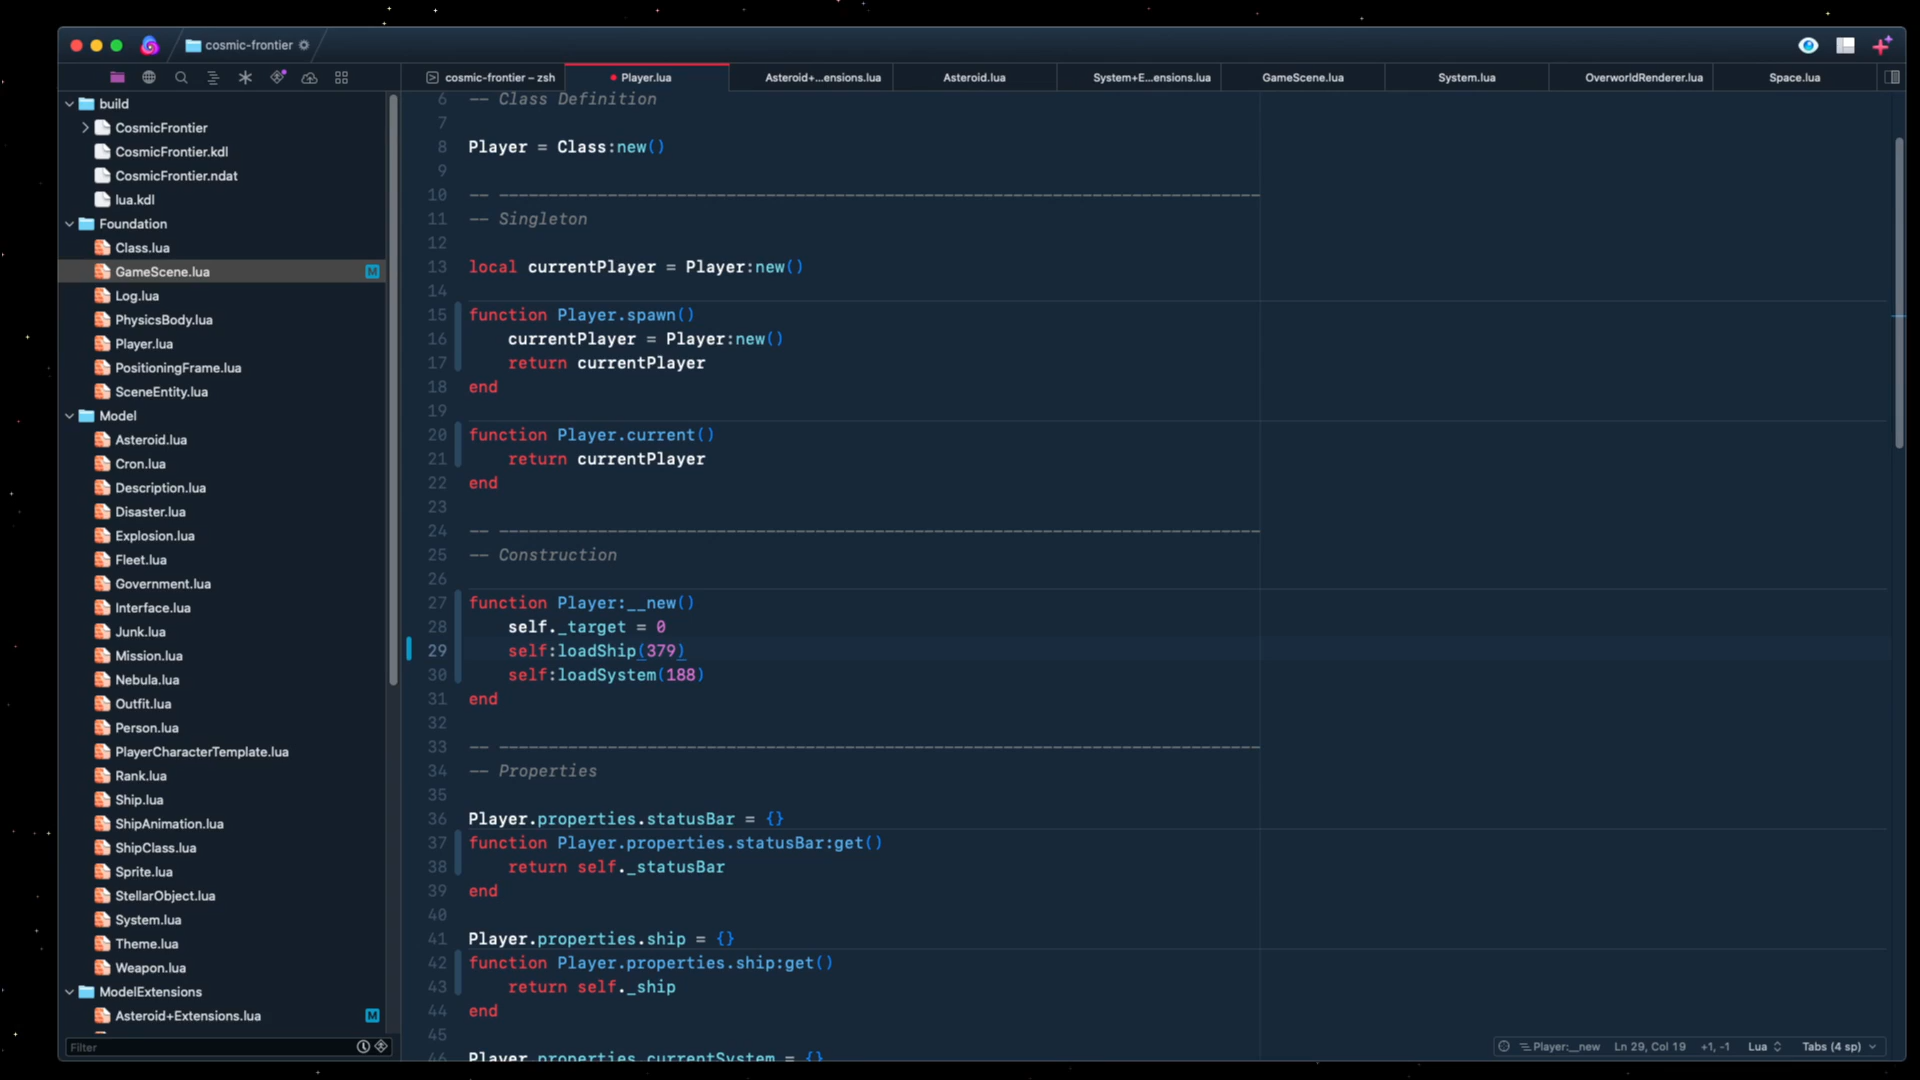 cosmic-frontier
cosmic-frontier – zsh
Player.lua
Asteroid+...ensions.lua
Asteroid.lua
System+E...ensions.lua
GameScene.lua
System.lua
OverworldRenderer.lua
Space.lua
build
CosmicFrontier
CosmicFrontier.kdl
CosmicFrontier.ndat
lua.kdl
Foundation
Class.lua
GameScene.lua M
Log.lua
PhysicsBody.lua
Player.lua
PositioningFrame.lua
SceneEntity.lua
Model
Asteroid.lua
Cron.lua
Description.lua
Disaster.lua
Explosion.lua
Fleet.lua
Government.lua
Interface.lua
Junk.lua
Mission.lua
Nebula.lua
Outfit.lua
Person.lua
PlayerCharacterTemplate.lua
Rank.lua
Ship.lua
ShipAnimation.lua
ShipClass.lua
Sprite.lua
StellarObject.lua
System.lua
Theme.lua
Weapon.lua
ModelExtensions
Asteroid+Extensions.lua M
Filter
6 -- Class Definition
7
8 Player = Class:new()
9
10 -- -----------------------------------------------------------------------------
11 -- Singleton
12
13 local currentPlayer = Player:new()
14
15 function Player.spawn()
16 currentPlayer = Player:new()
17 return currentPlayer
18 end
19
20 function Player.current()
21 return currentPlayer
22 end
23
24 -- -----------------------------------------------------------------------------
25 -- Construction
26
27 function Player:__new()
28 self._target = 0
29 self:loadShip(379)
30 self:loadSystem(188)
31 end
32
33 -- -----------------------------------------------------------------------------
34 -- Properties
35
36 Player.properties.statusBar = {}
37 function Player.properties.statusBar:get()
38 return self._statusBar
39 end
40
41 Player.properties.ship = {}
42 function Player.properties.ship:get()
43 return self._ship
44 end
45
46 Player.properties.currentSystem = {}
Player:__new Ln 29, Col 19 +1, -1 Lua Tabs (4 sp)